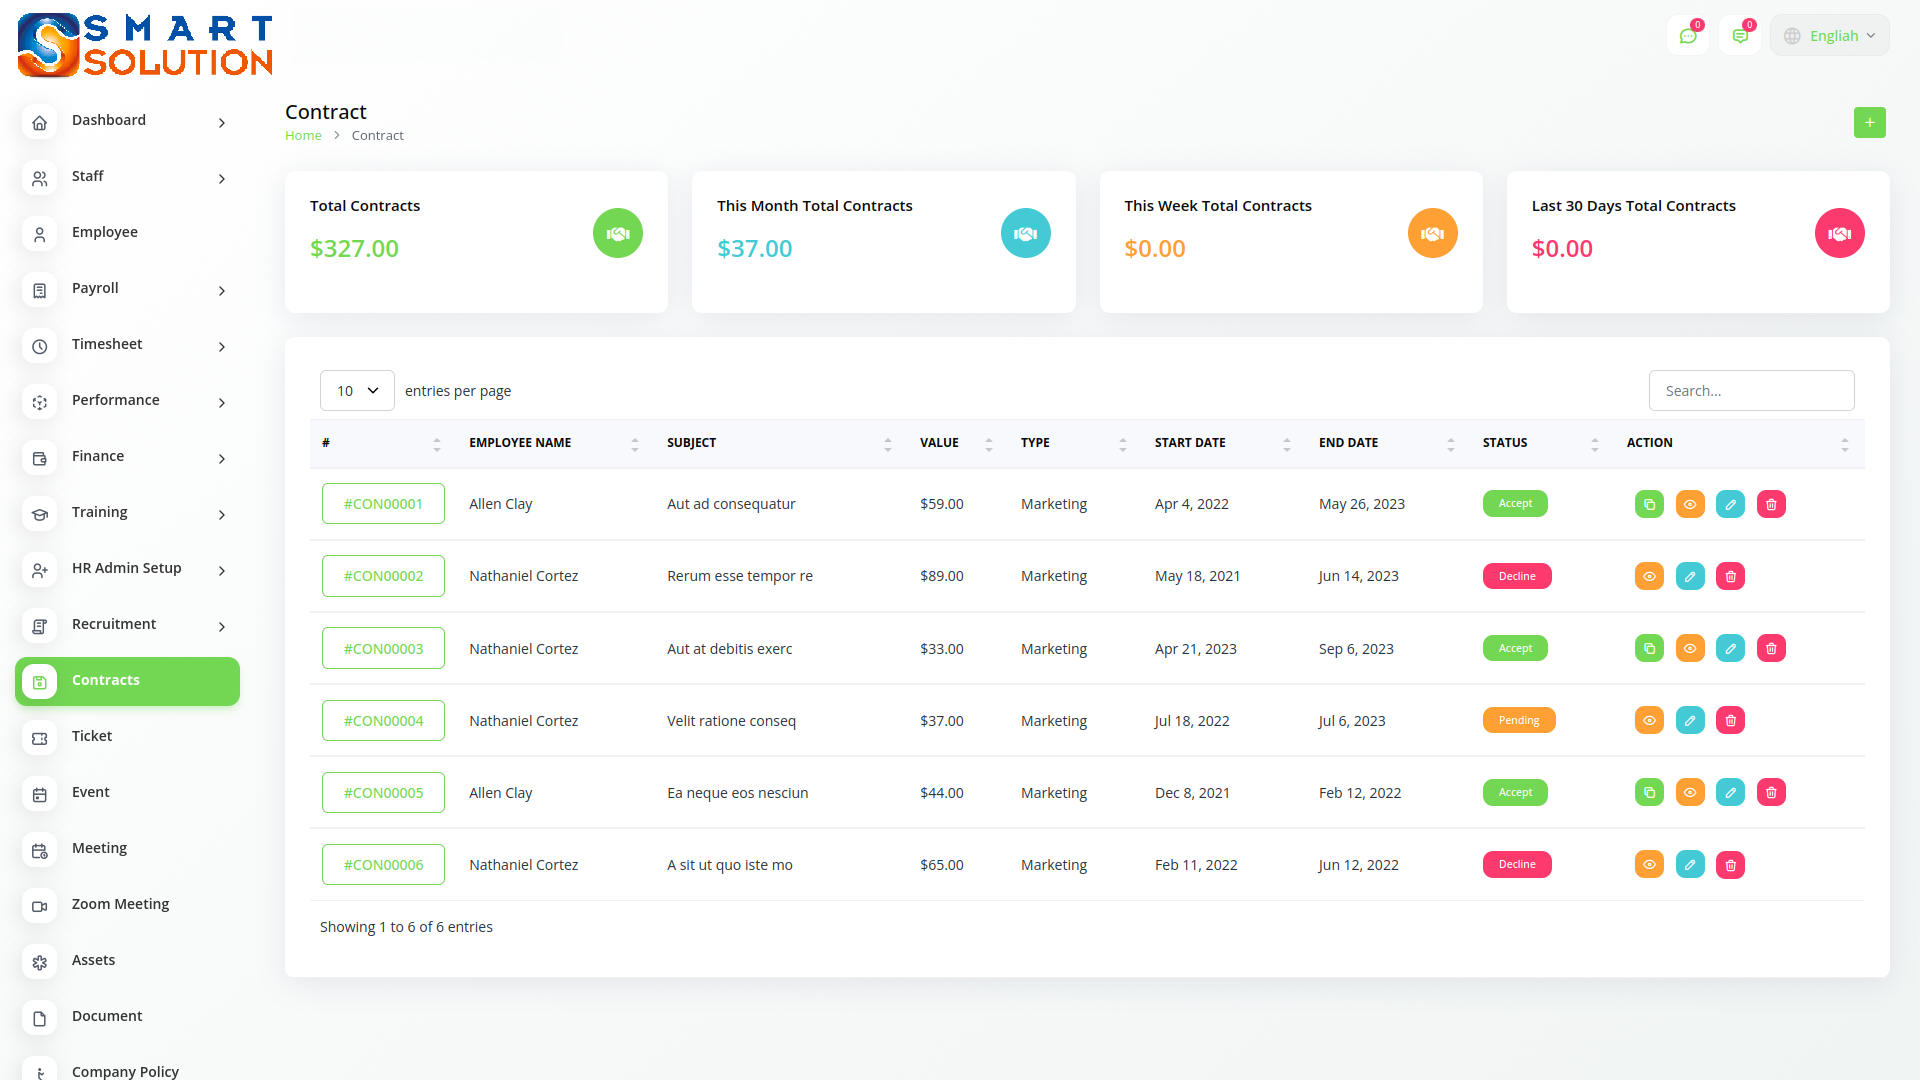 SMART
SOLUTION
0
0
Engliah
Dashboard
Staff
Employee
Payroll
Timesheet
Performance
Finance
Training
HR Admin Setup
Recruitment
Contracts
Ticket
Event
Meeting
Zoom Meeting
Assets
Document
Company Policy
Contract
Home > Contract
+
Total Contracts
$327.00
This Month Total Contracts
$37.00
This Week Total Contracts
$0.00
Last 30 Days Total Contracts
$0.00
10 entries per page
Search...
# EMPLOYEE NAME SUBJECT VALUE TYPE START DATE END DATE STATUS ACTION
#CON00001 Allen Clay Aut ad consequatur $59.00 Marketing Apr 4, 2022 May 26, 2023 Accept
#CON00002 Nathaniel Cortez Rerum esse tempor re $89.00 Marketing May 18, 2021 Jun 14, 2023 Decline
#CON00003 Nathaniel Cortez Aut at debitis exerc $33.00 Marketing Apr 21, 2023 Sep 6, 2023 Accept
#CON00004 Nathaniel Cortez Velit ratione conseq $37.00 Marketing Jul 18, 2022 Jul 6, 2023 Pending
#CON00005 Allen Clay Ea neque eos nesciun $44.00 Marketing Dec 8, 2021 Feb 12, 2022 Accept
#CON00006 Nathaniel Cortez A sit ut quo iste mo $65.00 Marketing Feb 11, 2022 Jun 12, 2022 Decline
Showing 1 to 6 of 6 entries